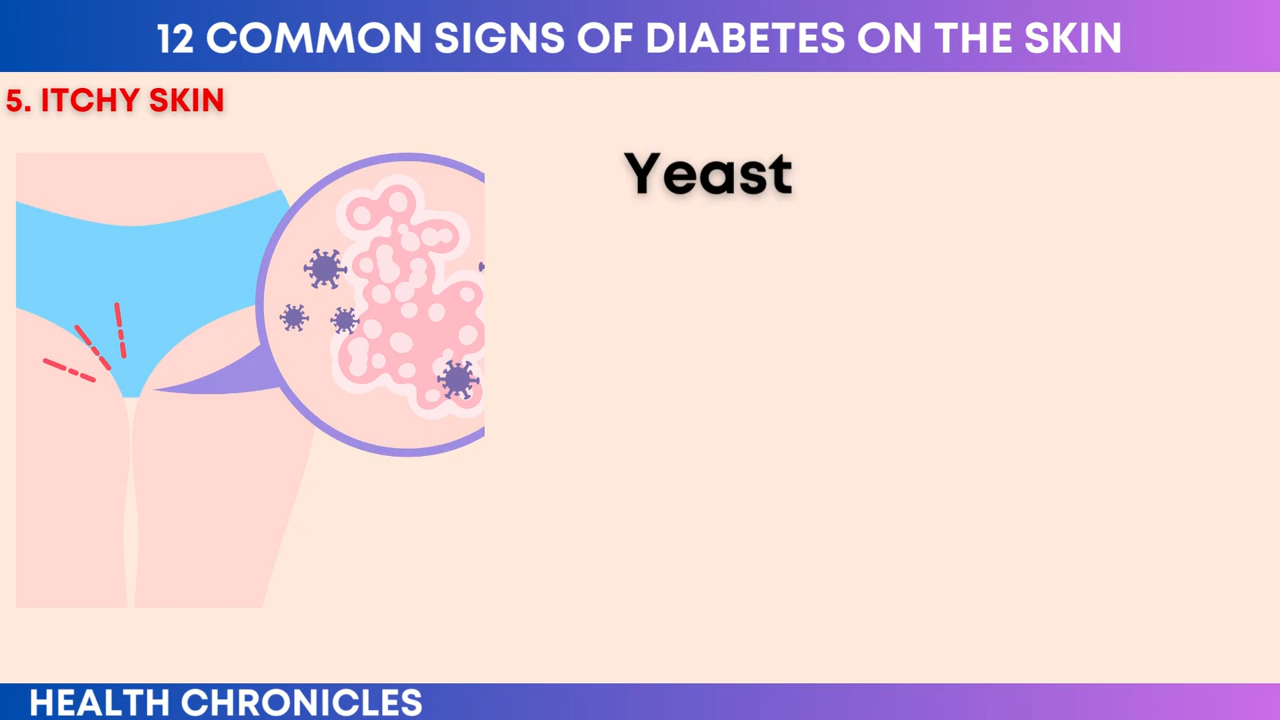 12 COMMON SIGNS OF DIABETES ON THE SKIN
5. ITCHY SKIN
Yeast
HEALTH CHRONICLES